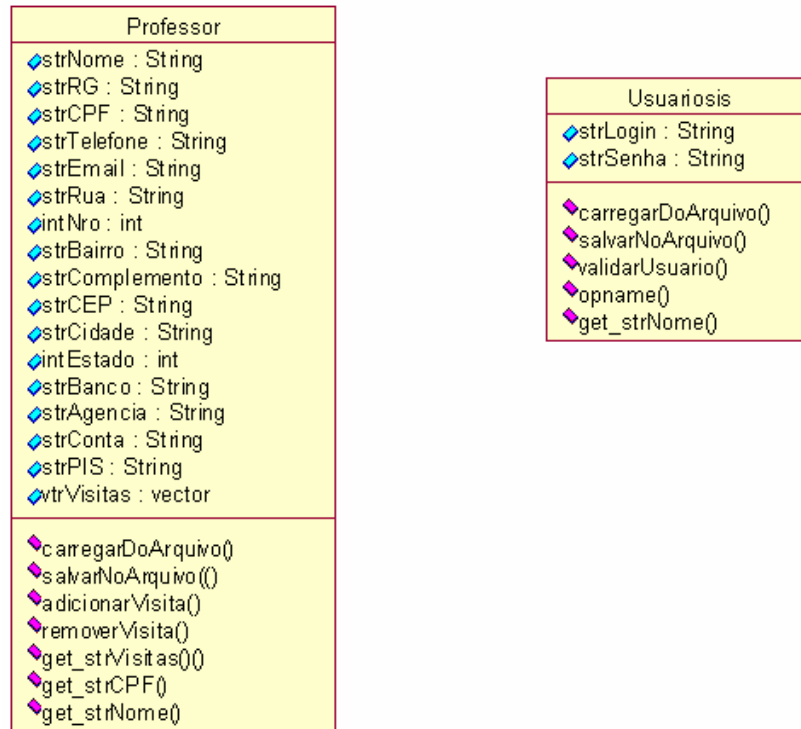 Professor
strNome : String
strRG : String
strCPF : String
strTelefone : String
strEmail : String
strRua : String
intNro : int
strBairro : String
strComplemento : String
strCEP : String
strCidade : String
intEstado : int
strBanco : String
strAgencia : String
strConta : String
strPIS : String
vtrVisitas : vector
carregarDoArquivo()
salvarNoArquivo(()
adicionarVisita()
removerVisita()
get_strVisitas()()
get_strCPF()
get_strNome()
Usuariosis
strLogin : String
strSenha : String
carregarDoArquivo()
salvarNoArquivo()
validarUsuario()
opname()
get_strNome()